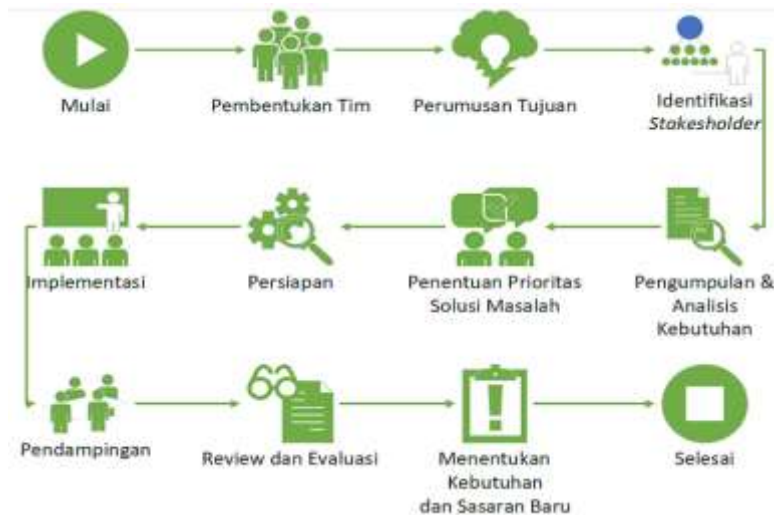 Mulai
Pembentukan Tim
Perumusan Tujuan
Identifikasi
Stakesholder
Implementasi
Persiapan
Penentuan Prioritas
Solusi Masalah
Pengumpulan &
Analisis
Kebutuhan
Pendampingan
Review dan Evaluasi
Menentukan
Kebutuhan
dan Sasaran Baru
Selesai